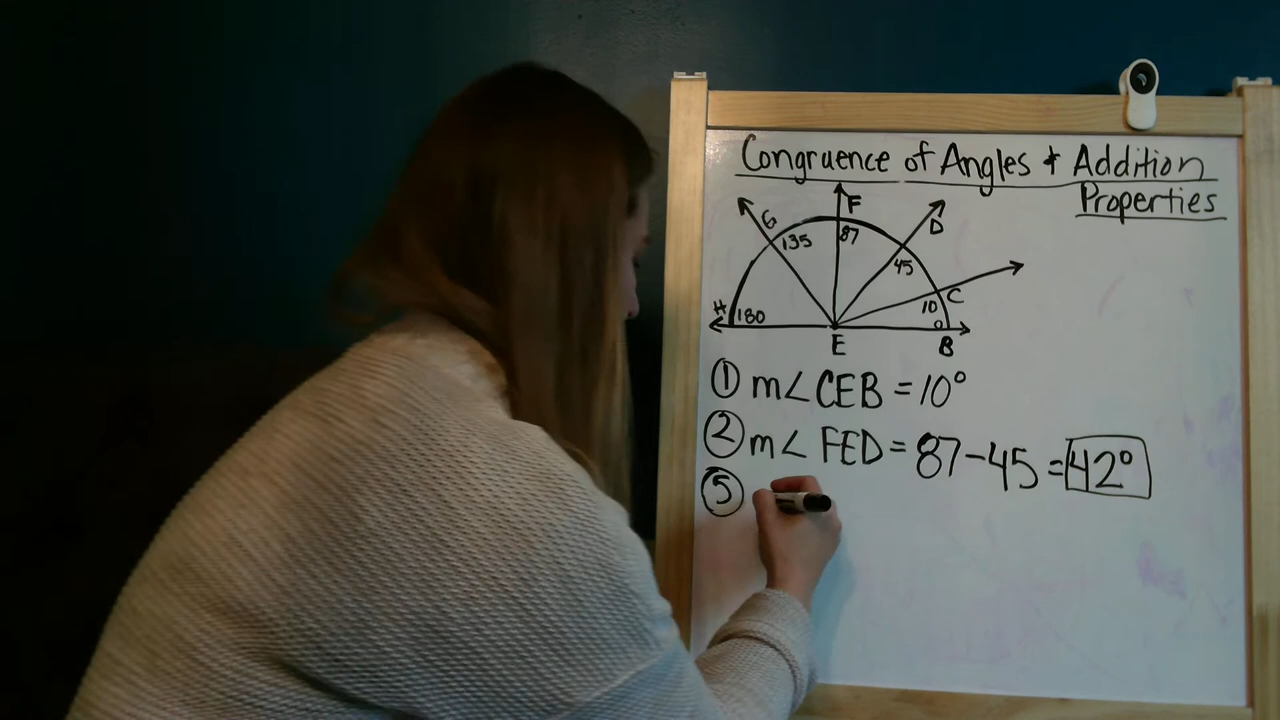 Congruence of Angles & Addition
Properties
G
F
D
135
87
45
C
H
180
10
0
E
B
① m∠CEB = 10°
② m∠ FED = 87-45 = 42°
⑤